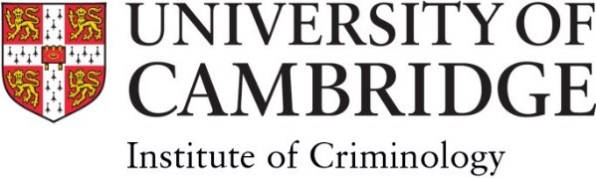 UNIVERSITY OF
CAMBRIDGE
Institute of Criminology